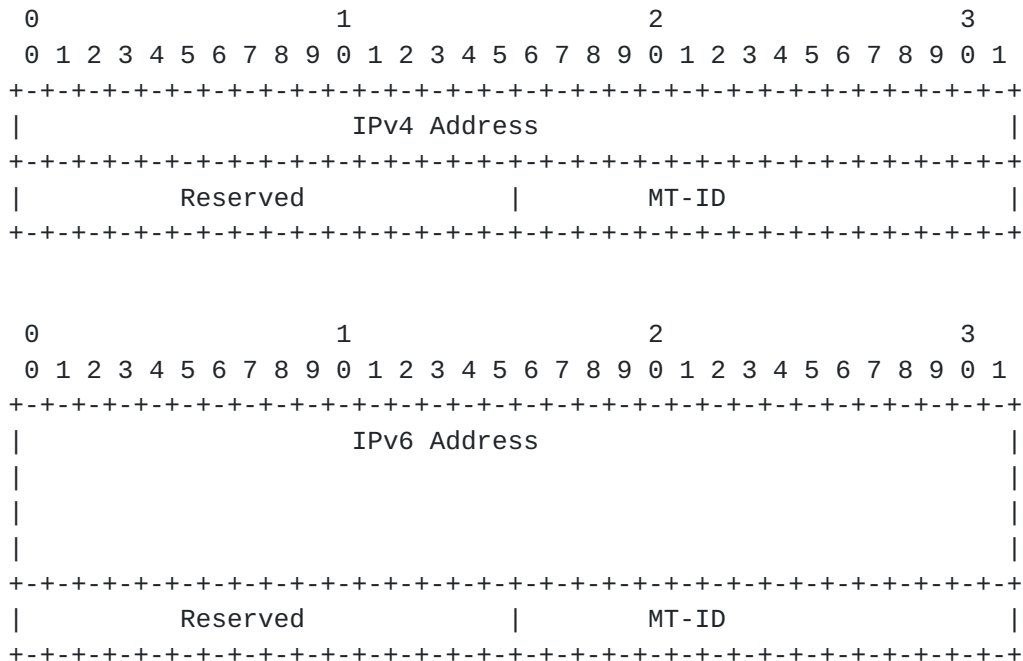 0                   1                   2                   3
 0 1 2 3 4 5 6 7 8 9 0 1 2 3 4 5 6 7 8 9 0 1 2 3 4 5 6 7 8 9 0 1
+-+-+-+-+-+-+-+-+-+-+-+-+-+-+-+-+-+-+-+-+-+-+-+-+-+-+-+-+-+-+-+-+
|                     IPv4 Address                              |
+-+-+-+-+-+-+-+-+-+-+-+-+-+-+-+-+-+-+-+-+-+-+-+-+-+-+-+-+-+-+-+-+
|          Reserved             |        MT-ID                  |
+-+-+-+-+-+-+-+-+-+-+-+-+-+-+-+-+-+-+-+-+-+-+-+-+-+-+-+-+-+-+-+-+
 0                   1                   2                   3
 0 1 2 3 4 5 6 7 8 9 0 1 2 3 4 5 6 7 8 9 0 1 2 3 4 5 6 7 8 9 0 1
+-+-+-+-+-+-+-+-+-+-+-+-+-+-+-+-+-+-+-+-+-+-+-+-+-+-+-+-+-+-+-+-+
|                     IPv6 Address                              |
|                                                               |
|                                                               |
|                                                               |
+-+-+-+-+-+-+-+-+-+-+-+-+-+-+-+-+-+-+-+-+-+-+-+-+-+-+-+-+-+-+-+-+
|          Reserved             |        MT-ID                  |
+-+-+-+-+-+-+-+-+-+-+-+-+-+-+-+-+-+-+-+-+-+-+-+-+-+-+-+-+-+-+-+-+